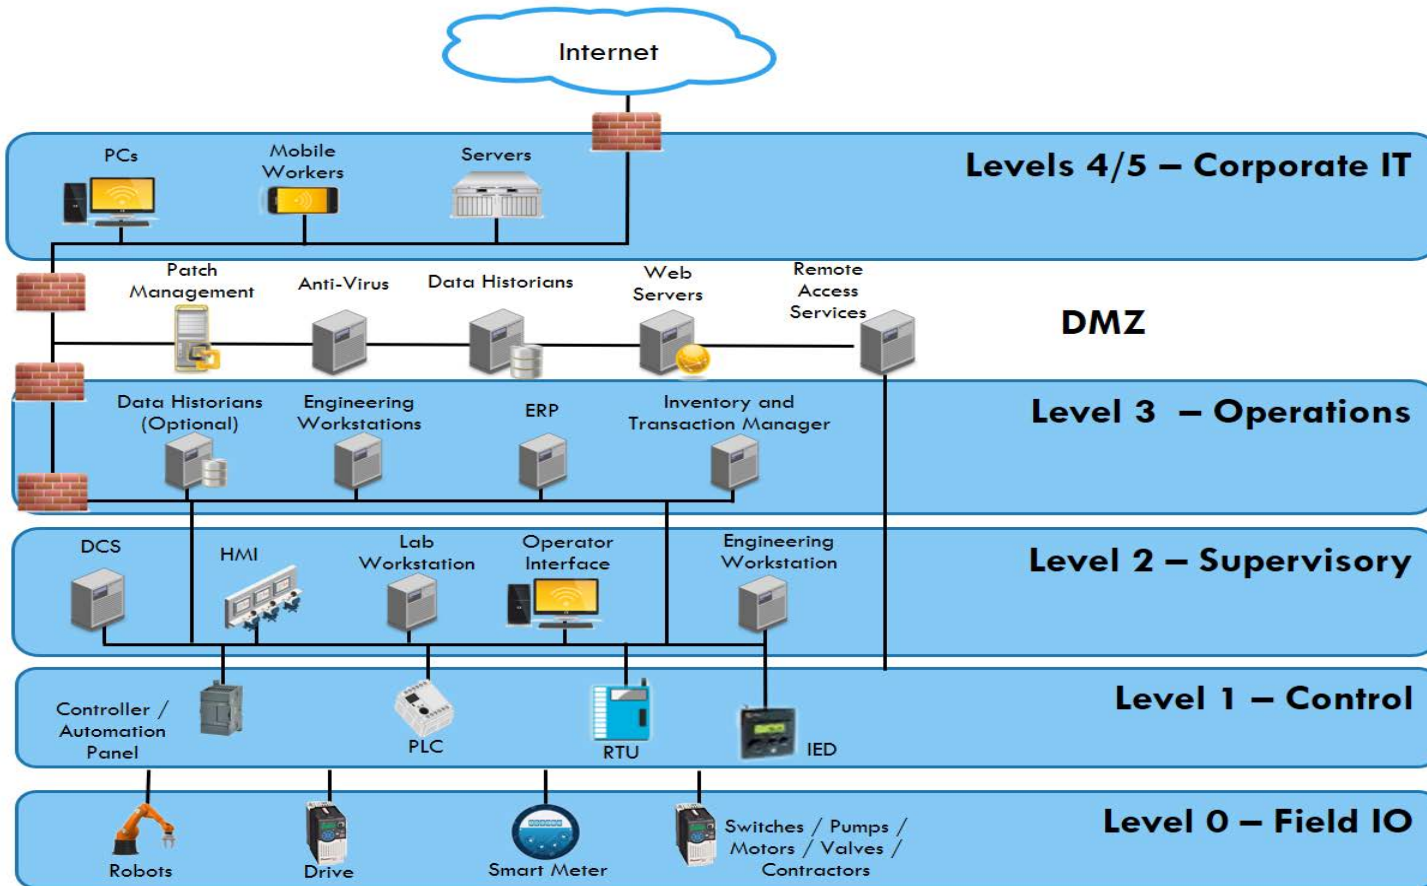 Internet
PCs
Mobile
Workers
Servers
Levels 4/5 – Corporate IT
Patch
Management
Anti-Virus
Data Historians
Web
Servers
Remote
Access
Services
DMZ
Data Historians
(Optional)
Engineering
Workstations
ERP
Inventory and
Transaction Manager
Level 3 – Operations
DCS
HMI
Lab
Workstation
Operator
Interface
Engineering
Workstation
Level 2 – Supervisory
Controller /
Automation
Panel
PLC
RTU
IED
Level 1 – Control
Robots
Drive
Smart Meter
Switches / Pumps /
Motors / Valves /
Contractors
Level 0 – Field IO